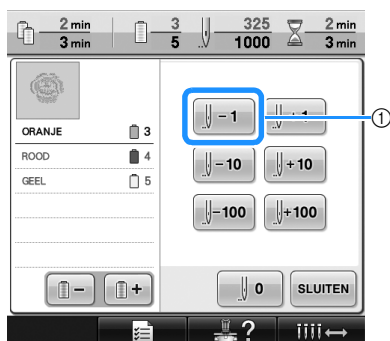 2 min 3 325 2 min
3 min 5 1000 3 min
- 1 + 1 1
ORANJE 3
ROOD 4
GEEL 5
- 10 + 10
-100 +100
- +
0 SLUITEN
?